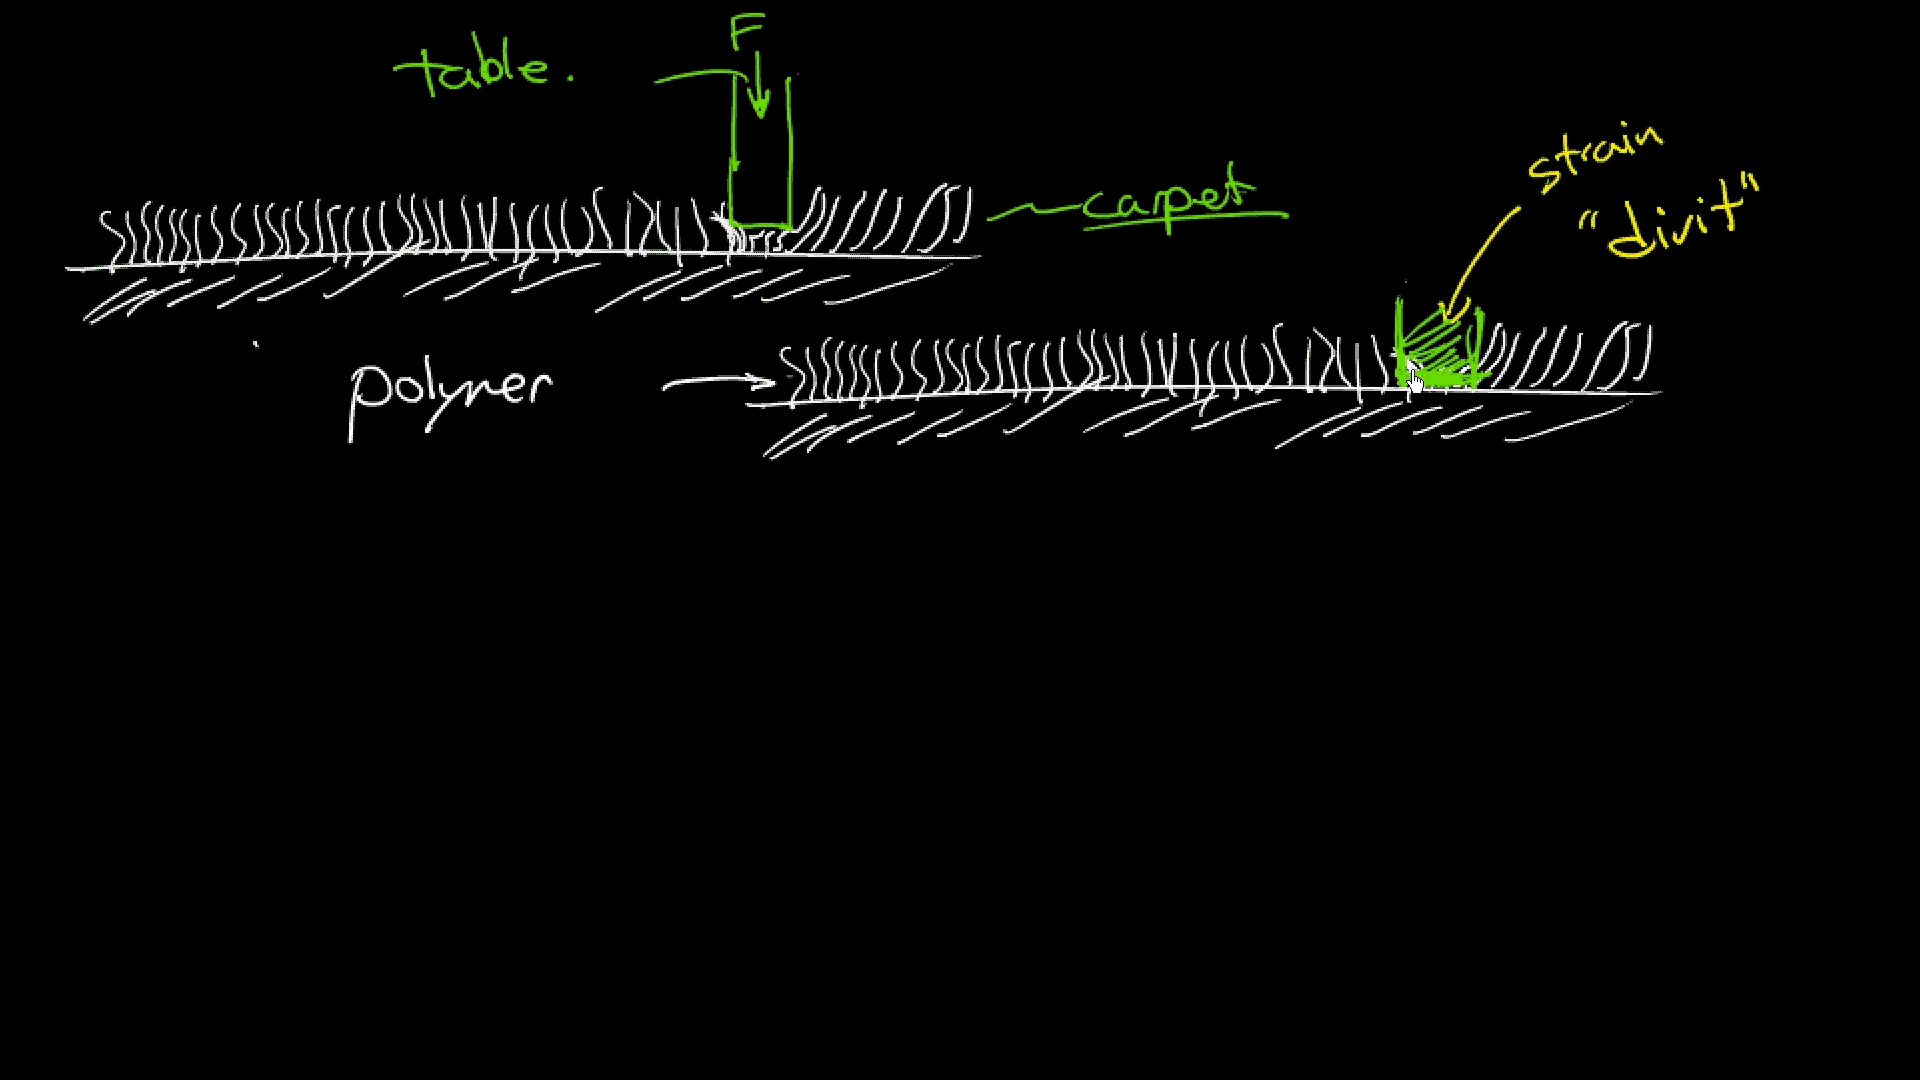 F
table.
carpet
strain
"divit"
polymer